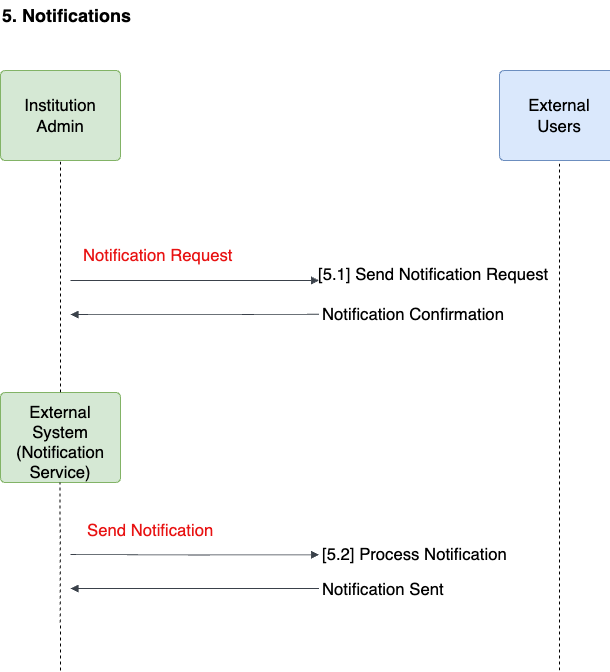 5. Notifications
Institution
Admin
External
Users
Notification Request
[5.1] Send Notification Request
Notification Confirmation
External
System
(Notification
Service)
Send Notification
[5.2] Process Notification
Notification Sent